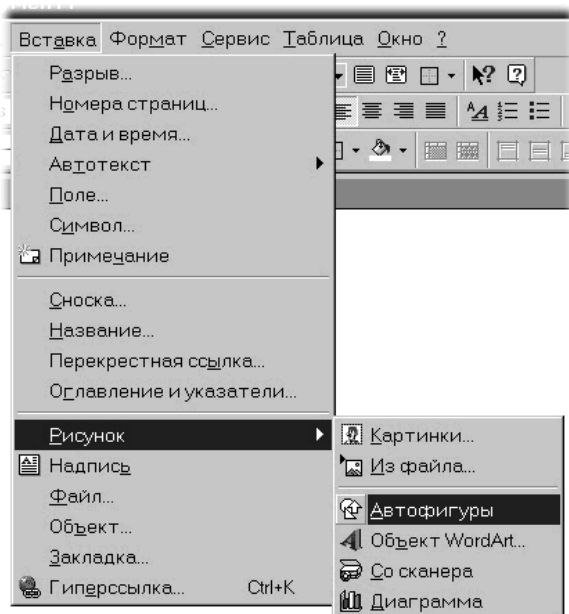 Вставка Формат Сервис Таблица Окно ?
Разрыв...
Номера страниц...
Дата и время...
Автотекст
Поле...
Символ...
Примечание
Сноска...
Название...
Перекрестная ссылка...
Оглавление и указатели...
Рисунок
Надпись
Файл...
Объект...
Закладка...
Гиперссылка... Ctrl+K
Картинки...
Из файла...
Автофигуры
Объект WordArt...
Со сканера
Диаграмма